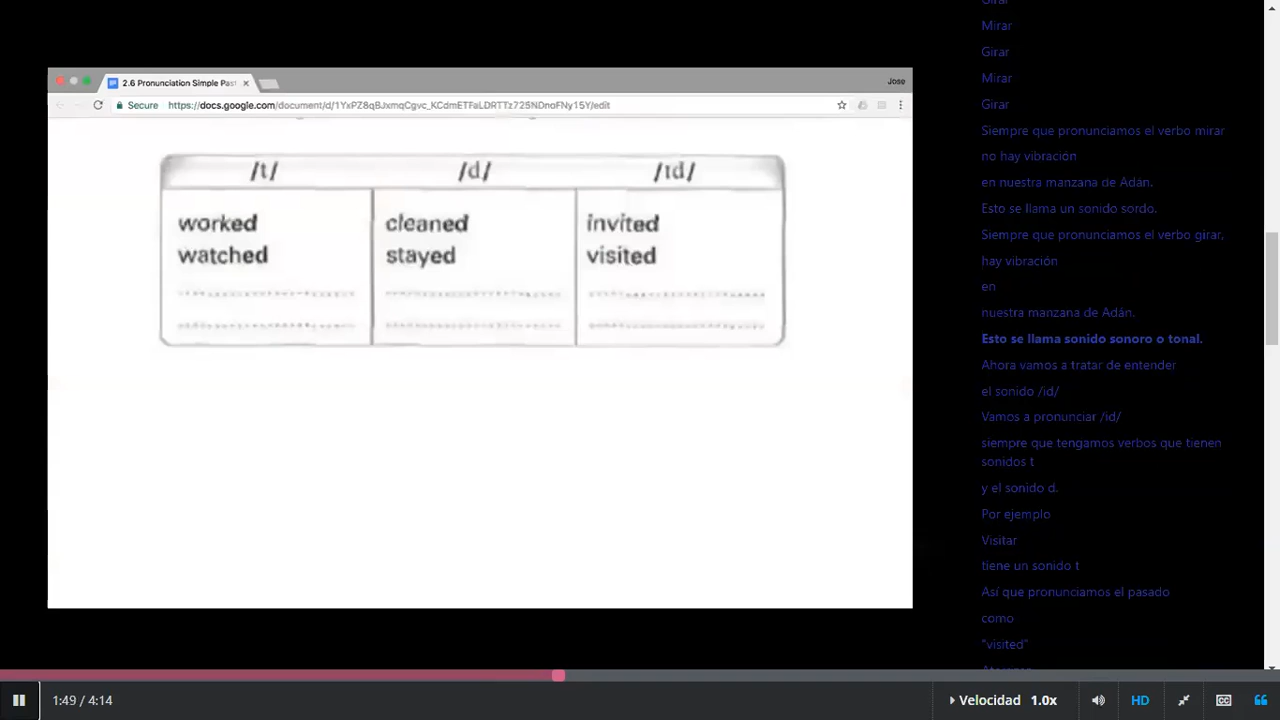 2.6 Pronunciation Simple Past
Jose
Secure https://docs.google.com/document/d/1YxPZ8qBJxmqCgvc_KCdmETFaLDRTTz725NDnoFNy15Y/edit
/t/ /d/ /ɪd/
worked cleaned invited
watched stayed visited
Girar
Mirar
Girar
Mirar
Girar
Siempre que pronunciamos el verbo mirar
no hay vibración
en nuestra manzana de Adán.
Esto se llama un sonido sordo.
Siempre que pronunciamos el verbo girar,
hay vibración
en
nuestra manzana de Adán.
Esto se llama sonido sonoro o tonal.
Ahora vamos a tratar de entender
el sonido /ıd/
Vamos a pronunciar /ıd/
siempre que tengamos verbos que tienen
sonidos t
y el sonido d.
Por ejemplo
Visitar
tiene un sonido t
Así que pronunciamos el pasado
como
"visited"
1:49 / 4:14
Velocidad 1.0x
HD
CC